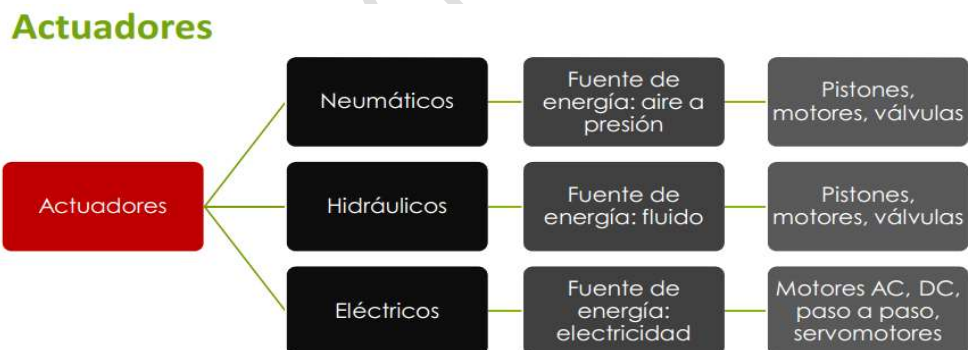 Actuadores
Actuadores
Neumáticos
Fuente de
energía: aire a
presión
Pistones,
motores, válvulas
Hidráulicos
Fuente de
energía: fluido
Pistones,
motores, válvulas
Eléctricos
Fuente de
energía:
electricidad
Motores AC, DC,
paso a paso,
servomotores